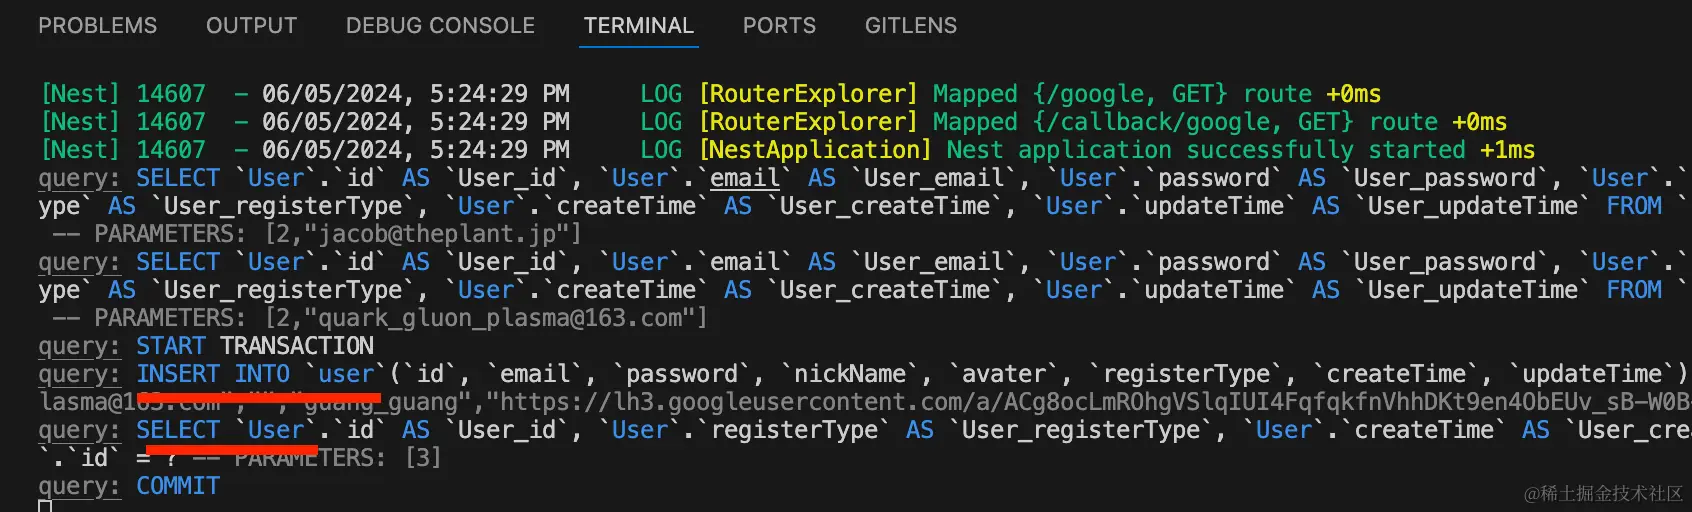 PROBLEMS OUTPUT DEBUG CONSOLE TERMINAL PORTS GITLENS
[Nest] 14607  - 06/05/2024, 5:24:29 PM     LOG [RouterExplorer] Mapped {/google, GET} route +0ms
[Nest] 14607  - 06/05/2024, 5:24:29 PM     LOG [RouterExplorer] Mapped {/callback/google, GET} route +0ms
[Nest] 14607  - 06/05/2024, 5:24:29 PM     LOG [NestApplication] Nest application successfully started +1ms
query: SELECT `User`.`id` AS `User_id`, `User`.`email` AS `User_email`, `User`.`password` AS `User_password`, `User`.`
ype` AS `User_registerType`, `User`.`createTime` AS `User_createTime`, `User`.`updateTime` AS `User_updateTime` FROM `
-- PARAMETERS: [2,"jacob@theplant.jp"]
query: SELECT `User`.`id` AS `User_id`, `User`.`email` AS `User_email`, `User`.`password` AS `User_password`, `User`.`
ype` AS `User_registerType`, `User`.`createTime` AS `User_createTime`, `User`.`updateTime` AS `User_updateTime` FROM `
-- PARAMETERS: [2,"quark_gluon_plasma@163.com"]
query: START TRANSACTION
query: INSERT INTO `user`(`id`, `email`, `password`, `nickName`, `avater`, `registerType`, `createTime`, `updateTime`)
lasma@163.com","","guang_guang","https://lh3.googleusercontent.com/a/ACg8ocLmROhgVSlqIUI4FqfqkfnVhhDKt9en4ObEUv_sB-W0B-
query: SELECT `User`.`id` AS `User_id`, `User`.`registerType` AS `User_registerType`, `User`.`createTime` AS `User_cre
`.`id` = ? -- PARAMETERS: [3]
query: COMMIT
@稀土掘金技术社区